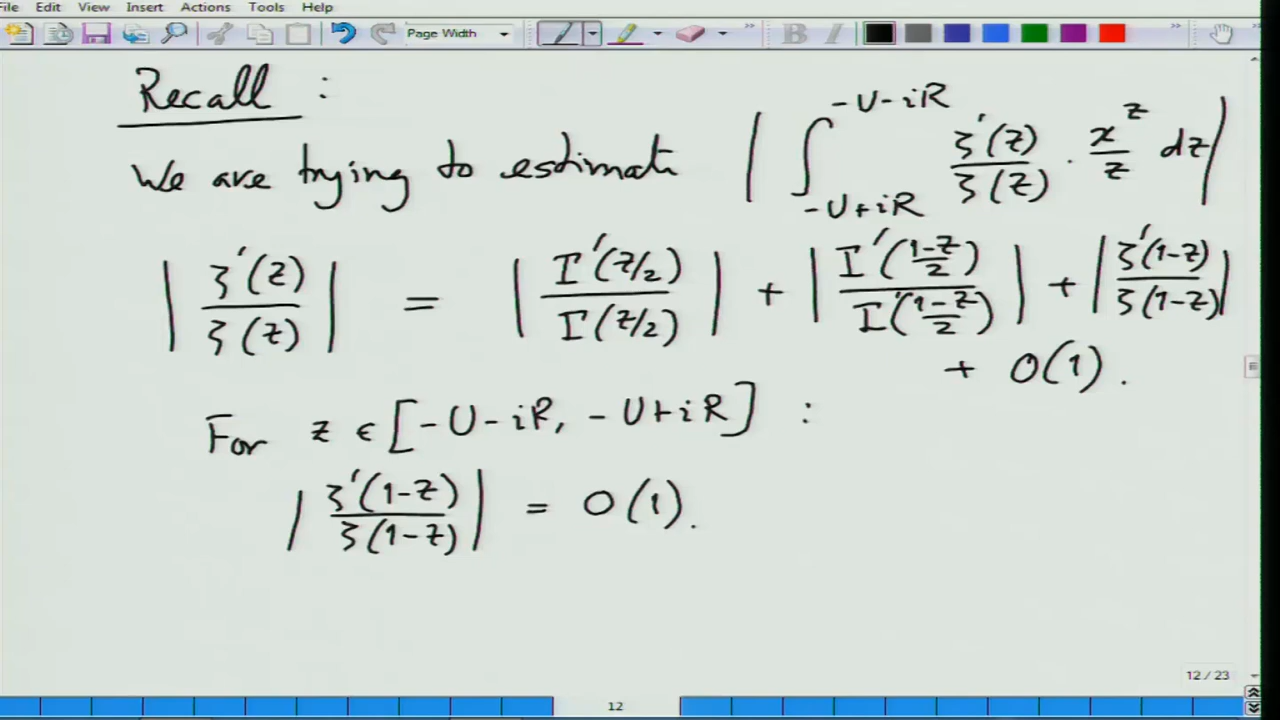 File Edit View Insert Actions Tools Help
Page Width
Recall :
We are trying to estimate | ∫_{-U+iR}^{-U-iR} ζ'(z)/ζ(z) · x^z/z dz |
| ζ'(z)/ζ(z) | = | Γ'(z/2)/Γ(z/2) | + | Γ'((1-z)/2)/Γ((1-z)/2) | + | ζ'(1-z)/ζ(1-z) |
+ O(1).
For z ∈ [-U-iR, -U+iR] :
| ζ'(1-z)/ζ(1-z) | = O(1).
12 / 23
12